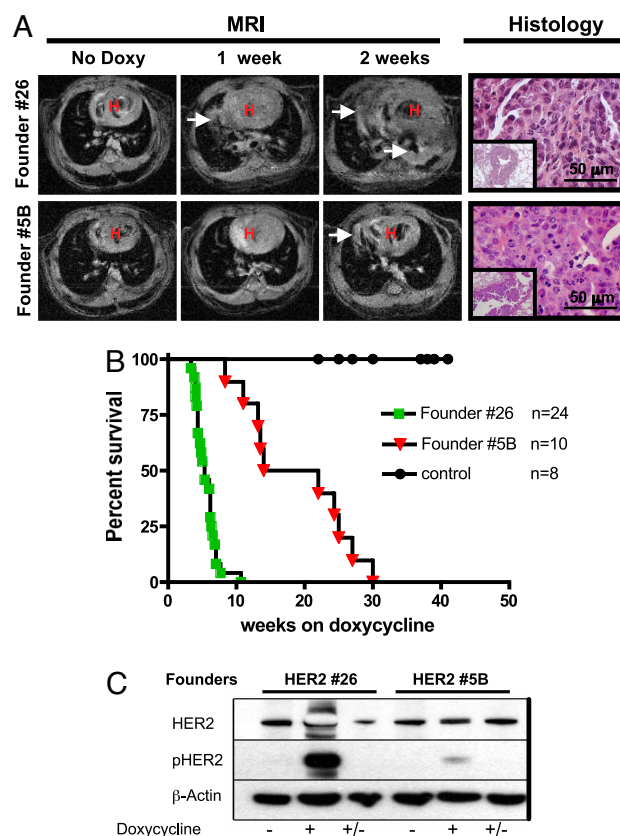 A
MRI
Histology
No Doxy
1 week
2 weeks
Founder #26
H
H
H
50 µm
Founder #5B
H
H
H
50 µm
B
Percent survival
100
75
50
25
0
0
10
20
30
40
50
weeks on doxycycline
Founder #26 n=24
Founder #5B n=10
control n=8
C
Founders
HER2 #26
HER2 #5B
HER2
pHER2
β-Actin
Doxycycline - + +/- - + +/-